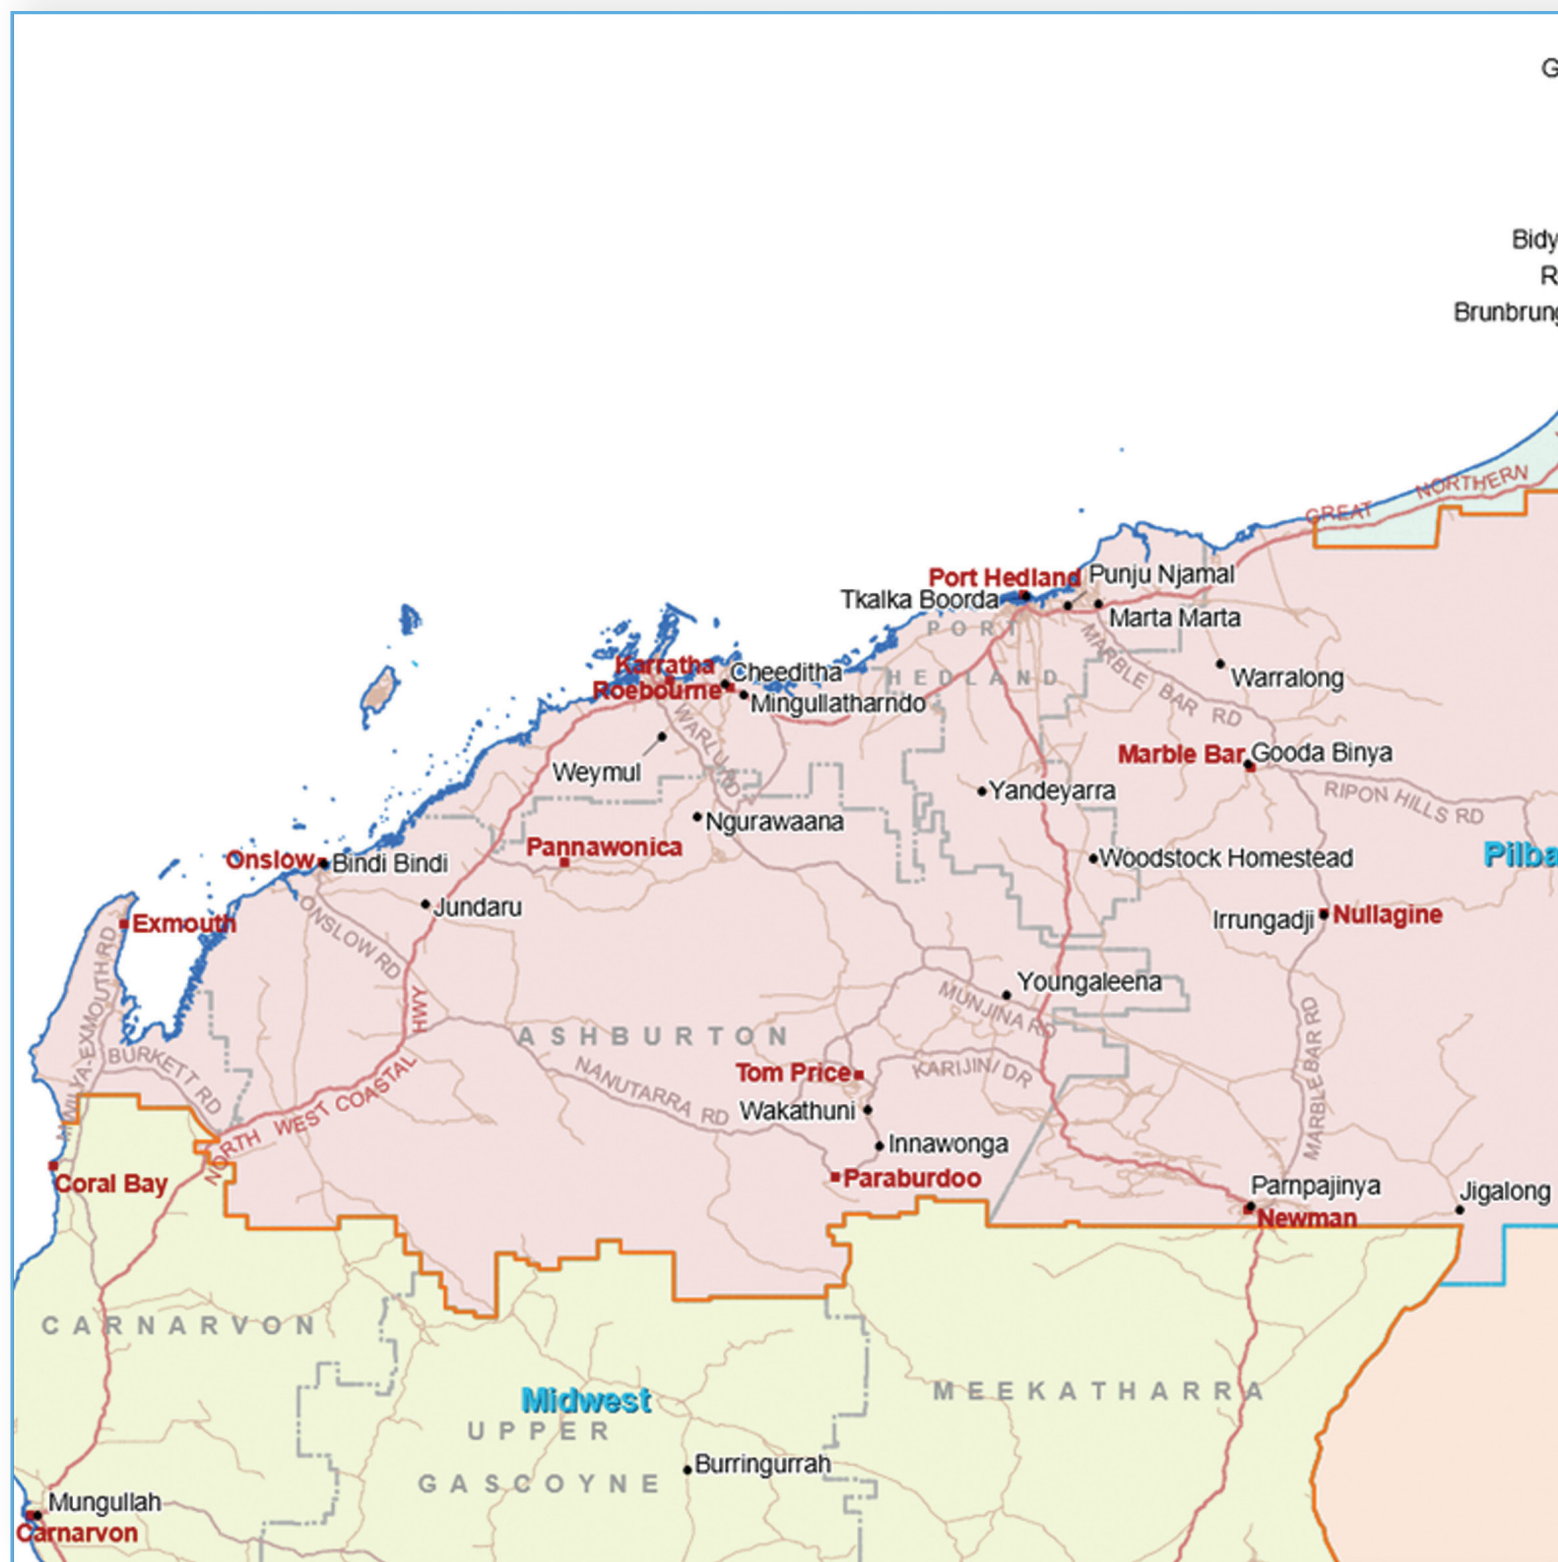 G
Bidy
R
Brunbrung
GREAT NORTHERN
Port Hedland
Punju Njamal
Tkalka Boorda
Marta Marta
PORT
HEDLAND
MARBLE BAR RD
Karratha
Cheeditha
Roebourne
Mingullatharndo
Warralong
WARLU RD
Weymul
Marble Bar
Gooda Binya
Yandeyarra
RIPON HILLS RD
Ngurawaana
Pannawonica
Woodstock Homestead
Pilba
Onslow
Bindi Bindi
Jundaru
Irrungadji
Nullagine
Exmouth
ONSLOW RD
Youngaleena
MUNJINA RD
HWY
ASHBURTON
MARBLE BAR RD
BURKETT RD
NANUTARRA RD
Tom Price
KARIJINI DR
Wakathuni
NORTH WEST COASTAL
Innawonga
Coral Bay
Paraburdoo
Parnpajinya
Jigalong
Newman
CARNARVON
Midwest
MEEKATHARRA
UPPER
GASCOYNE
Burringurrah
Mungullah
Carnarvon